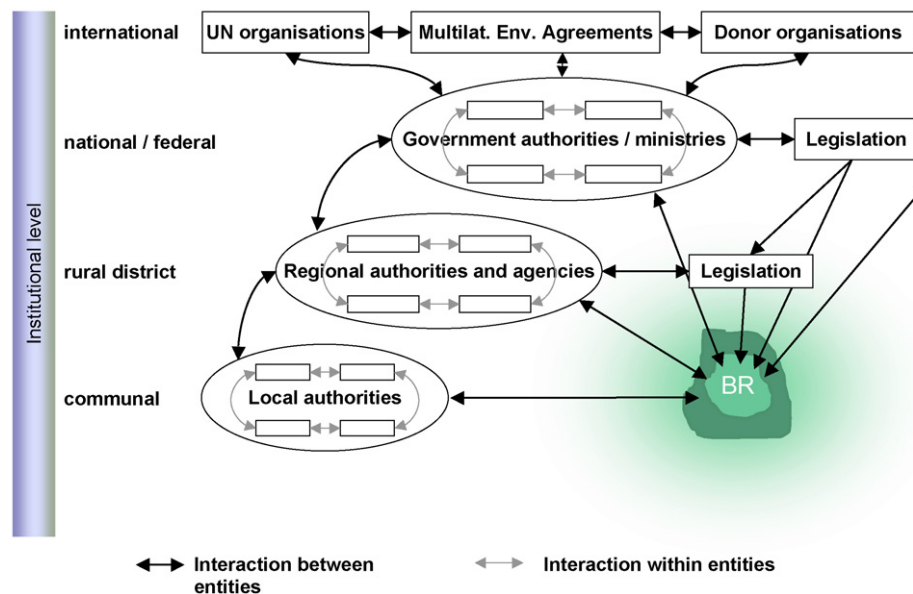 international
UN organisations
Multilat. Env. Agreements
Donor organisations
national / federal
Government authorities / ministries
Legislation
rural district
Regional authorities and agencies
Legislation
Institutional level
BR
communal
Local authorities
Interaction between
entities
Interaction within entities